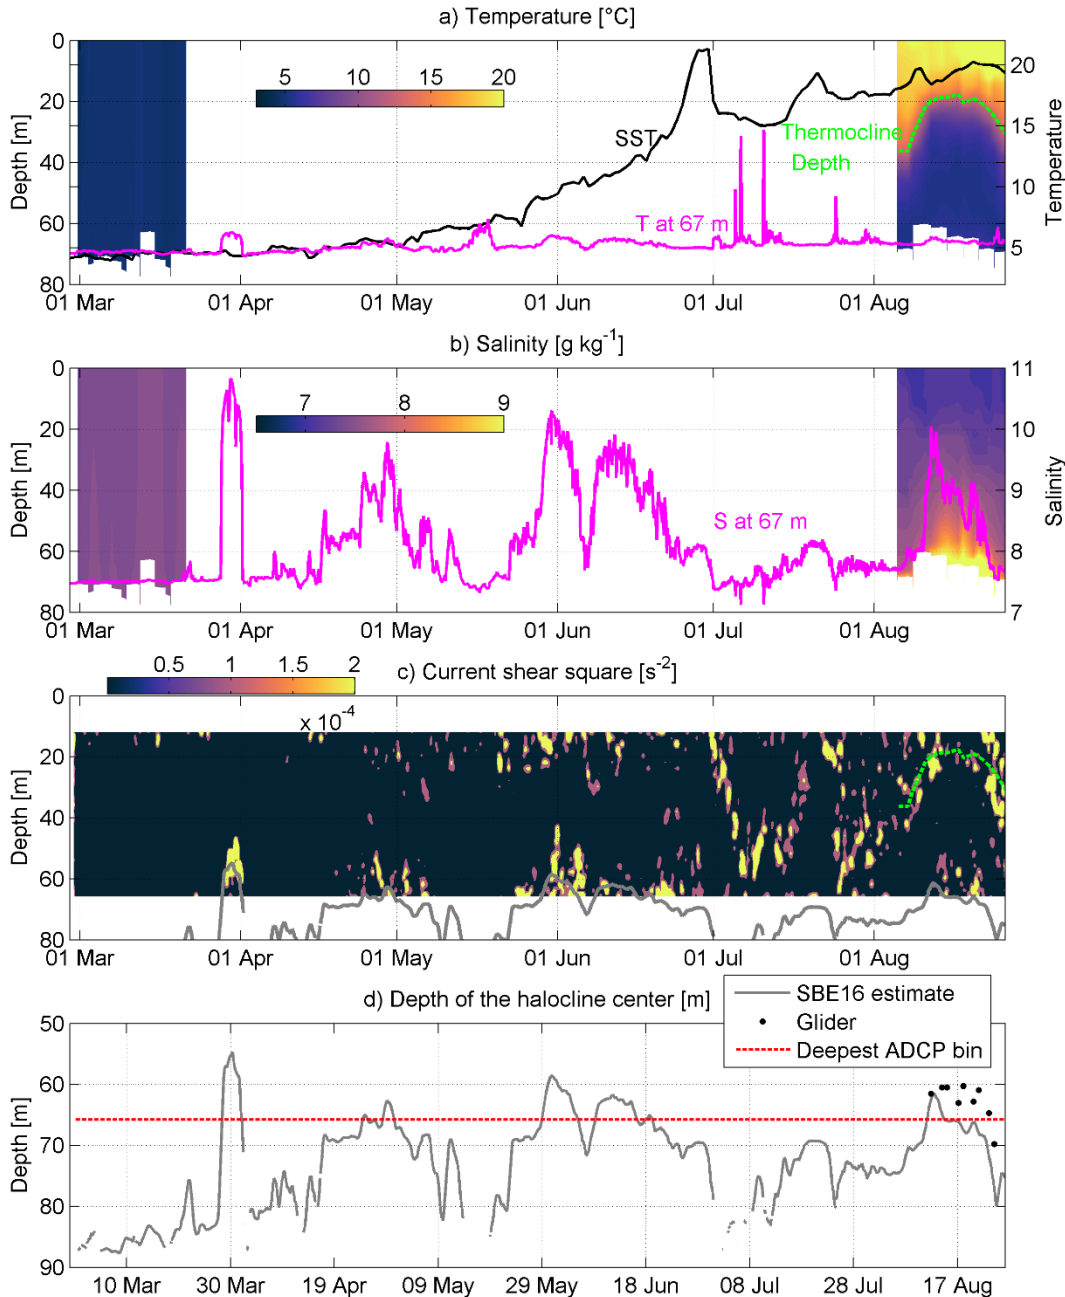 a) Temperature [°C]
0
20
40
60
80
Depth [m]
5 10 15 20
SST
Thermocline
Depth
T at 67 m
20
15
10
5
Temperature
01 Mar 01 Apr 01 May 01 Jun 01 Jul 01 Aug
b) Salinity [g kg⁻¹]
0
20
40
60
80
Depth [m]
7 8 9
S at 67 m
11
10
9
8
7
Salinity
01 Mar 01 Apr 01 May 01 Jun 01 Jul 01 Aug
0.5 1 1.5 2
c) Current shear square [s⁻²]
x 10⁻⁴
0
20
40
60
80
Depth [m]
01 Mar 01 Apr 01 May 01 Jun 01 Jul 01 Aug
d) Depth of the halocline center [m]
SBE16 estimate
Glider
Deepest ADCP bin
50
60
70
80
90
Depth [m]
10 Mar 30 Mar 19 Apr 09 May 29 May 18 Jun 08 Jul 28 Jul 17 Aug